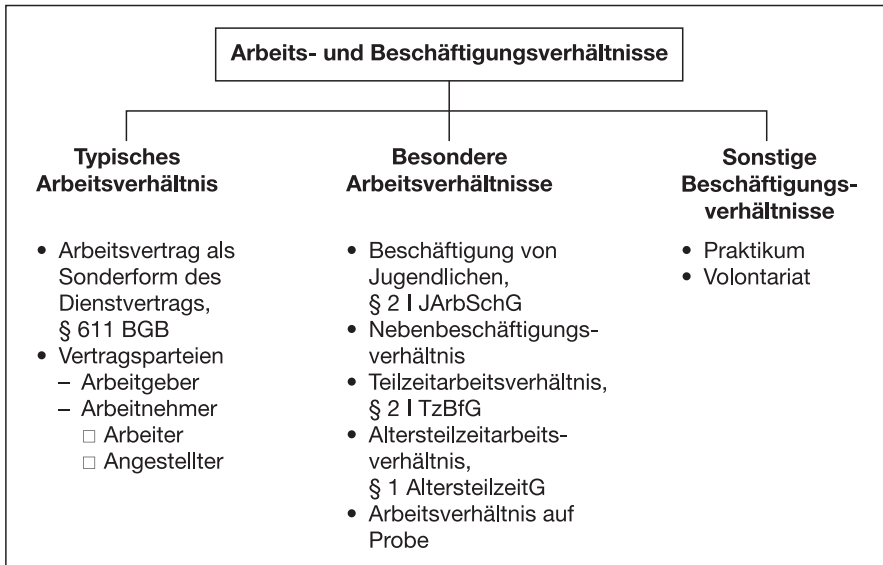 Arbeits- und Beschäftigungsverhältnisse
Typisches
Arbeitsverhältnis
• Arbeitsvertrag als
Sonderform des
Dienstvertrags,
§ 611 BGB
• Vertragsparteien
– Arbeitgeber
– Arbeitnehmer
□ Arbeiter
□ Angestellter
Besondere
Arbeitsverhältnisse
• Beschäftigung von
Jugendlichen,
§ 2 I JArbSchG
• Nebenbeschäftigungs-
verhältnis
• Teilzeitarbeitsverhältnis,
§ 2 I TzBfG
• Altersteilzeitarbeits-
verhältnis,
§ 1 AltersteilzeitG
• Arbeitsverhältnis auf
Probe
Sonstige
Beschäftigungs-
verhältnisse
• Praktikum
• Volontariat